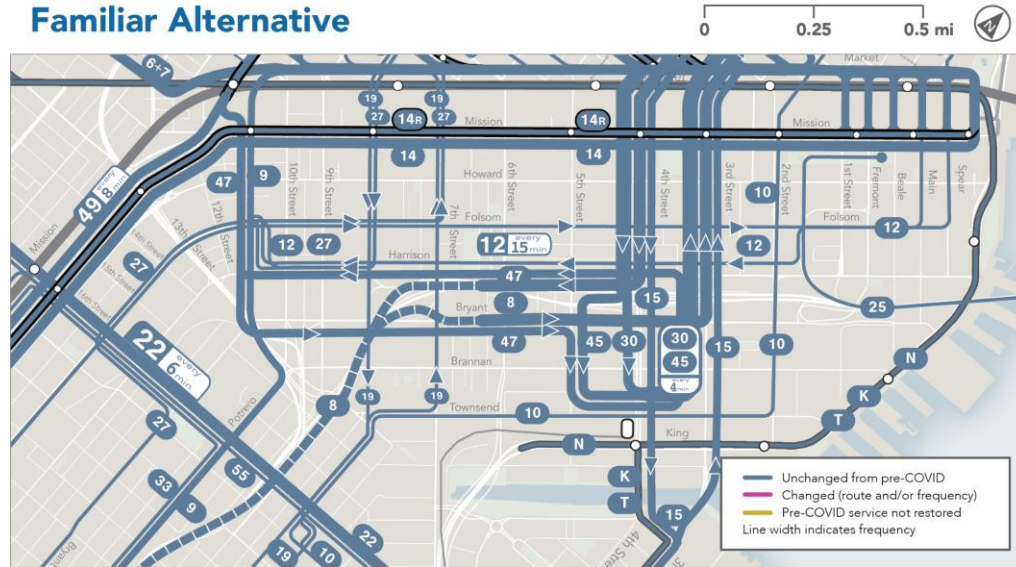 Familiar Alternative
0 0.25 0.5 mi
Market
6+7
19 19
27 27
14R 14R
Mission Mission
14 14
47 9 10th Street 9th Street 7th Street 6th Street 5th Street 4th Street 3rd Street 2nd Street 1st Street Fremont Beale Main Spear
Howard
10
49 every 8 min
Mission
12th Street
13th Street
14th Street
15th Street
16th Street
Folsom Folsom
12
27
12 27
12 every 15 min
12
Harrison
47
15
8
Bryant
25
47
45 30
30
45
every 4 min
15
10
22 every 6 min
Brannan
N
K
T
8
19 19
Townsend
10
Potrero
27
N
King
K
T
55
33
9
22
15
19 10
Bryant
4th Street
3r
Unchanged from pre-COVID
Changed (route and/or frequency)
Pre-COVID service not restored
Line width indicates frequency